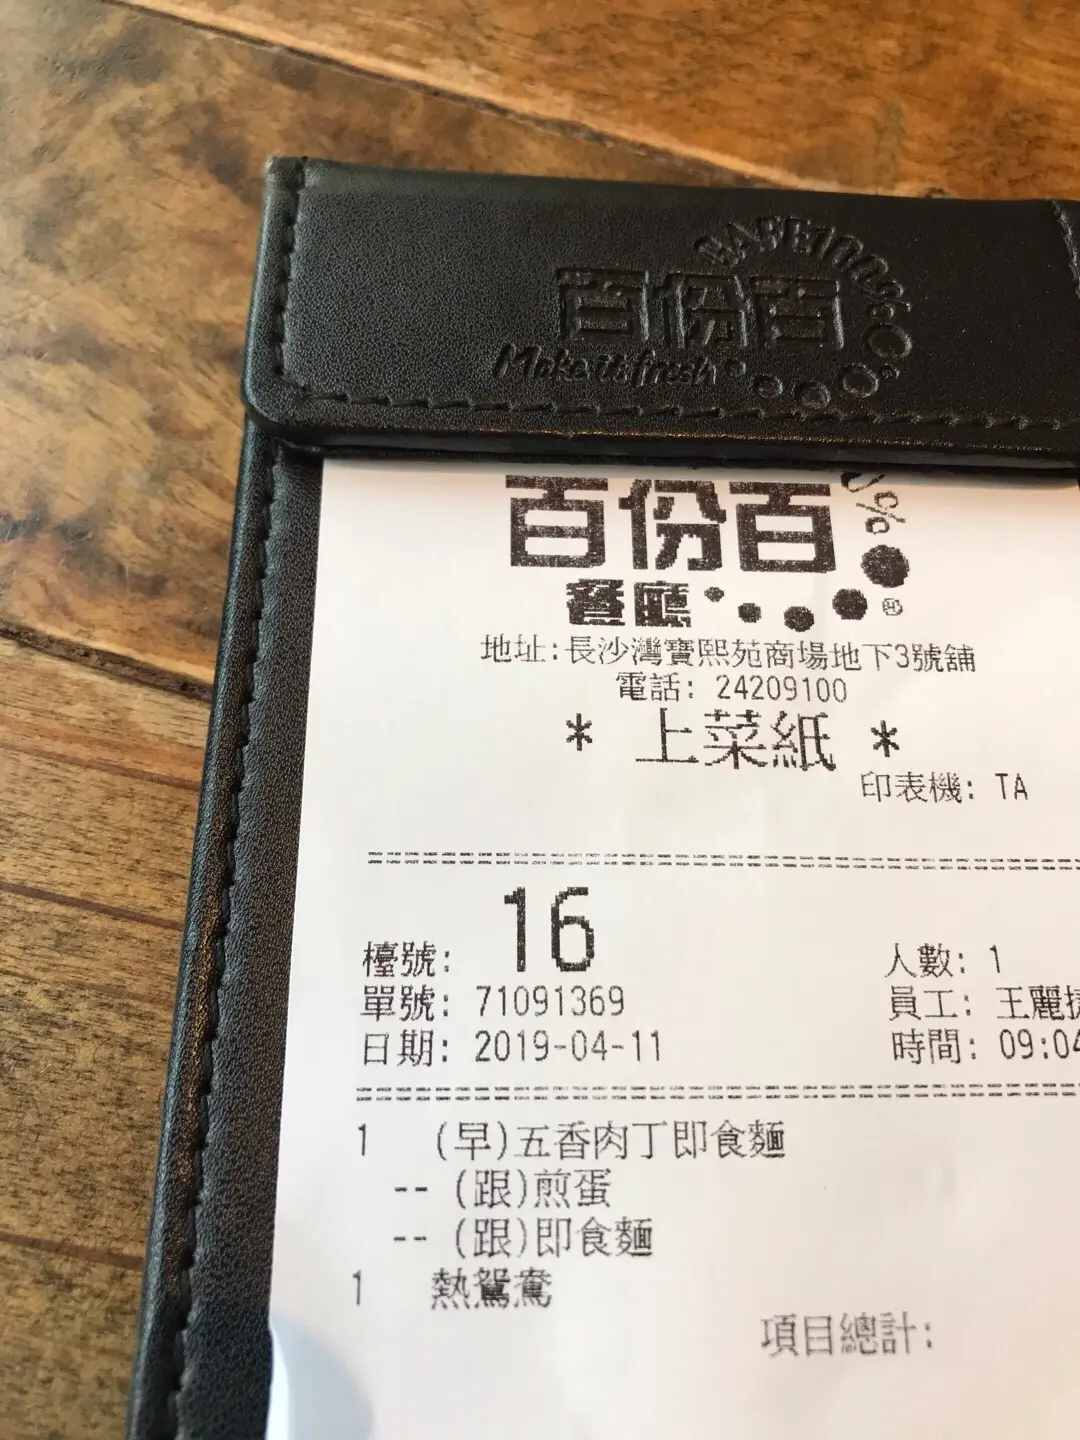 CAFE100%
百份百
Make it fresh
百份百
0%
餐廳
®
地址:長沙灣寶熙苑商場地下3號舖
電話: 24209100
* 上菜紙 *
印表機: TA
檯號: 16 人數: 1
單號: 71091369 員工: 王麗捷
日期: 2019-04-11 時間: 09:04
1 (早)五香肉丁即食麵
-- (跟)煎蛋
-- (跟)即食麵
1 熱鴛鴦
項目總計: